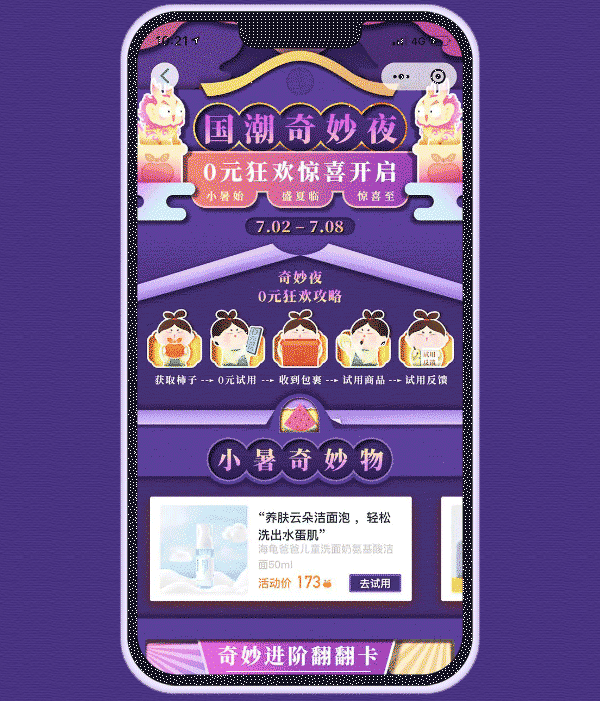 10:21
4G
国潮奇妙夜
0元狂欢惊喜开启
小暑始 盛夏临 惊喜至
7.02－7.08
奇妙夜
0元狂欢攻略
试用
反馈
获取柿子 --→ 0元试用 --→ 收到包裹 --→ 试用商品 --→ 试用反馈
小暑奇妙物
“养肤云朵洁面泡，轻松
洗出水蛋肌”
海龟爸爸儿童洗面奶氨基酸洁
面50ml
活动价 173 去试用
奇妙进阶翻翻卡